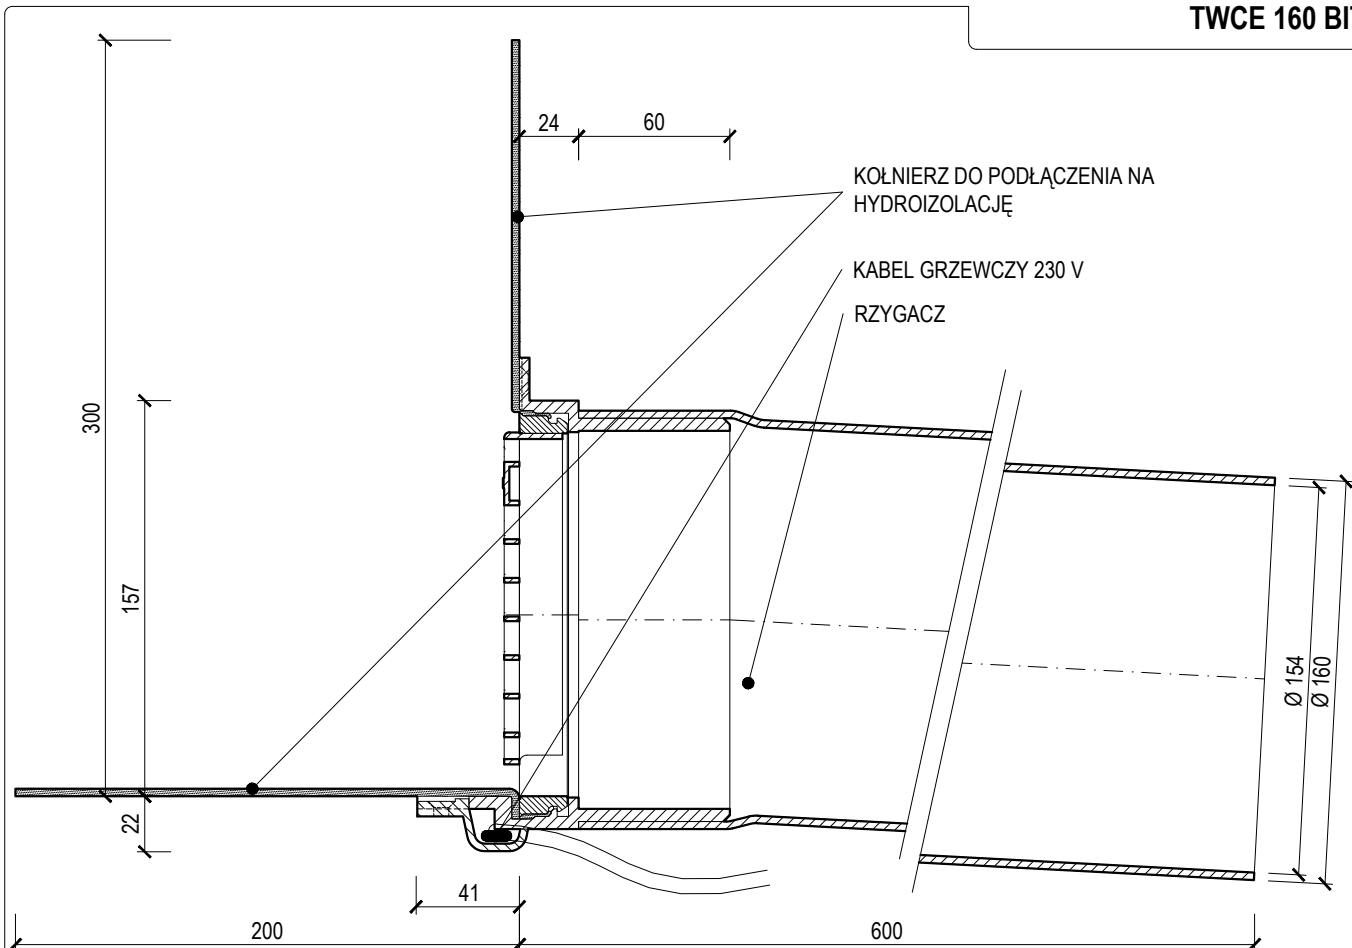 TWCE 160 BIT
24
60
KOŁNIERZ DO PODŁĄCZENIA NA
HYDROIZOLACJĘ
KABEL GRZEWCZY 230 V
RZYGACZ
300
157
22
Ø 154
Ø 160
41
200
600